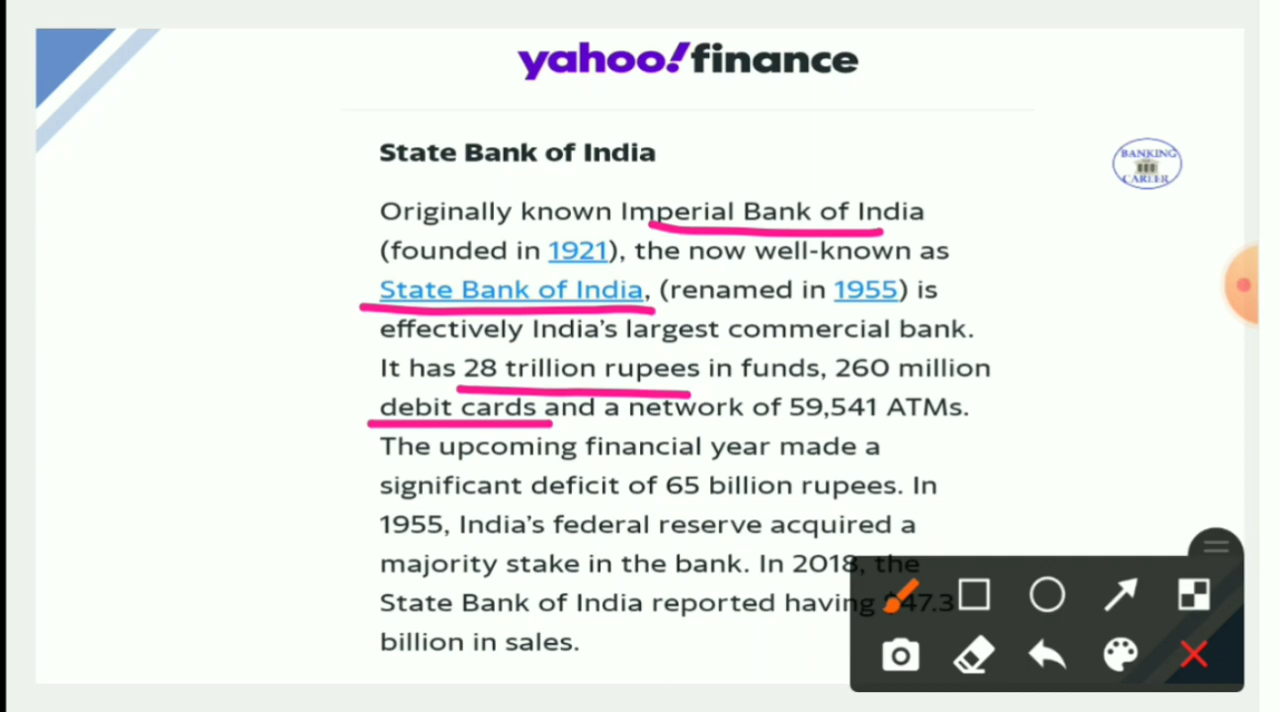 yahoo!finance
State Bank of India
BANKING
CAREER
Originally known Imperial Bank of India
(founded in 1921), the now well-known as
State Bank of India, (renamed in 1955) is
effectively India’s largest commercial bank.
It has 28 trillion rupees in funds, 260 million
debit cards and a network of 59,541 ATMs.
The upcoming financial year made a
significant deficit of 65 billion rupees. In
1955, India’s federal reserve acquired a
majority stake in the bank. In 2018, the
State Bank of India reported having $47.3
billion in sales.